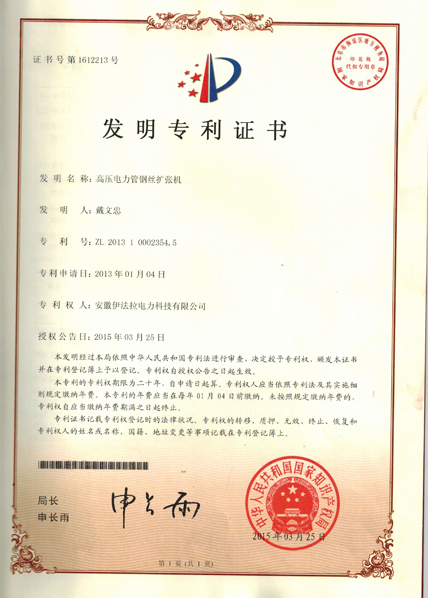 证书号第1612213号
发明专利证书
发 明 名 称：高压电力管钢丝扩张机
发 明 人：戴文忠
专 利 号：ZL 2013 1 0002354.5
专利申请日：2013年01月04日
专 利 权 人：安徽伊法拉电力科技有限公司
授权公告日：2015年03月25日
本发明经过本局依照中华人民共和国专利法进行审查，决定授予专利权，颁发本证书
并在专利登记簿上予以登记。专利权自授权公告之日起生效。
本专利的专利权期限为二十年，自申请日起算。专利权人应当依照专利法及其实施细
则规定缴纳年费。本专利的年费应当在每年01月04日前缴纳。未按照规定缴纳年费的，
专利权自应当缴纳年费期满之日起终止。
专利证书记载专利权登记时的法律状况。专利权的转移、质押、无效、终止、恢复和
专利权人的姓名或名称、国籍、地址变更等事项记载在专利登记簿上。
局长
申长雨
申长雨
中华人民共和国国家知识产权局
2015年03月25日
第1页(共1页)